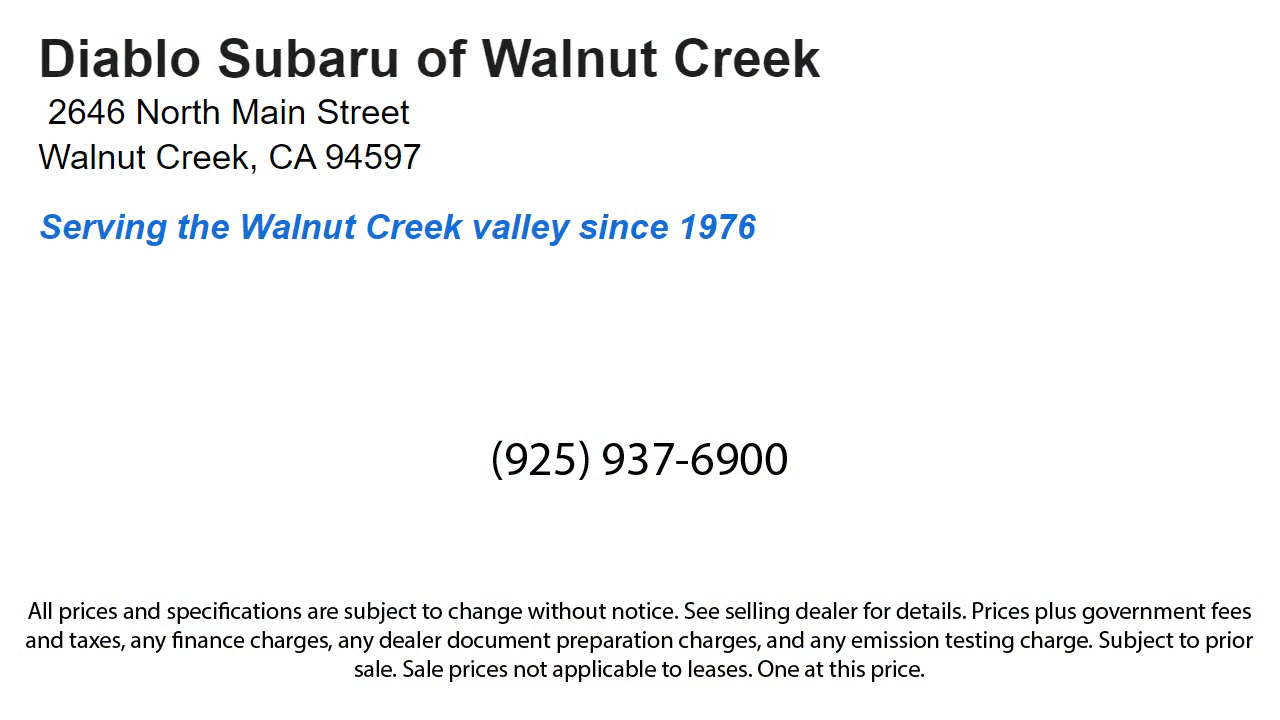 Diablo Subaru of Walnut Creek
2646 North Main Street
Walnut Creek, CA 94597
Serving the Walnut Creek valley since 1976
(925) 937-6900
All prices and specifications are subject to change without notice. See selling dealer for details. Prices plus government fees
and taxes, any finance charges, any dealer document preparation charges, and any emission testing charge. Subject to prior
sale. Sale prices not applicable to leases. One at this price.